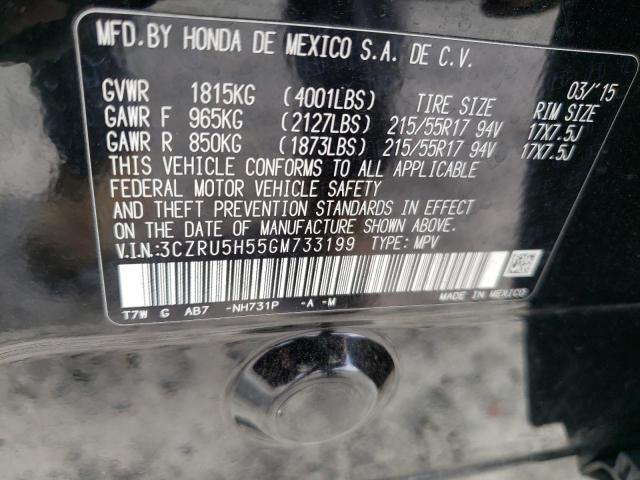 MFD. BY HONDA DE MEXICO S.A. DE C.V.
03/'15
GVWR 1815KG (4001LBS) TIRE SIZE RIM SIZE
GAWR F 965KG (2127LBS) 215/55R17 94V 17X7.5J
GAWR R 850KG (1873LBS) 215/55R17 94V 17X7.5J
THIS VEHICLE CONFORMS TO ALL APPLICABLE
FEDERAL MOTOR VEHICLE SAFETY
AND THEFT PREVENTION STANDARDS IN EFFECT
ON THE DATE OF MANUFACTURE SHOWN ABOVE.
V.I.N:3CZRU5H55GM733199 TYPE: MPV
T7W G AB7 -NH731P -A -M MADE IN MEXICO